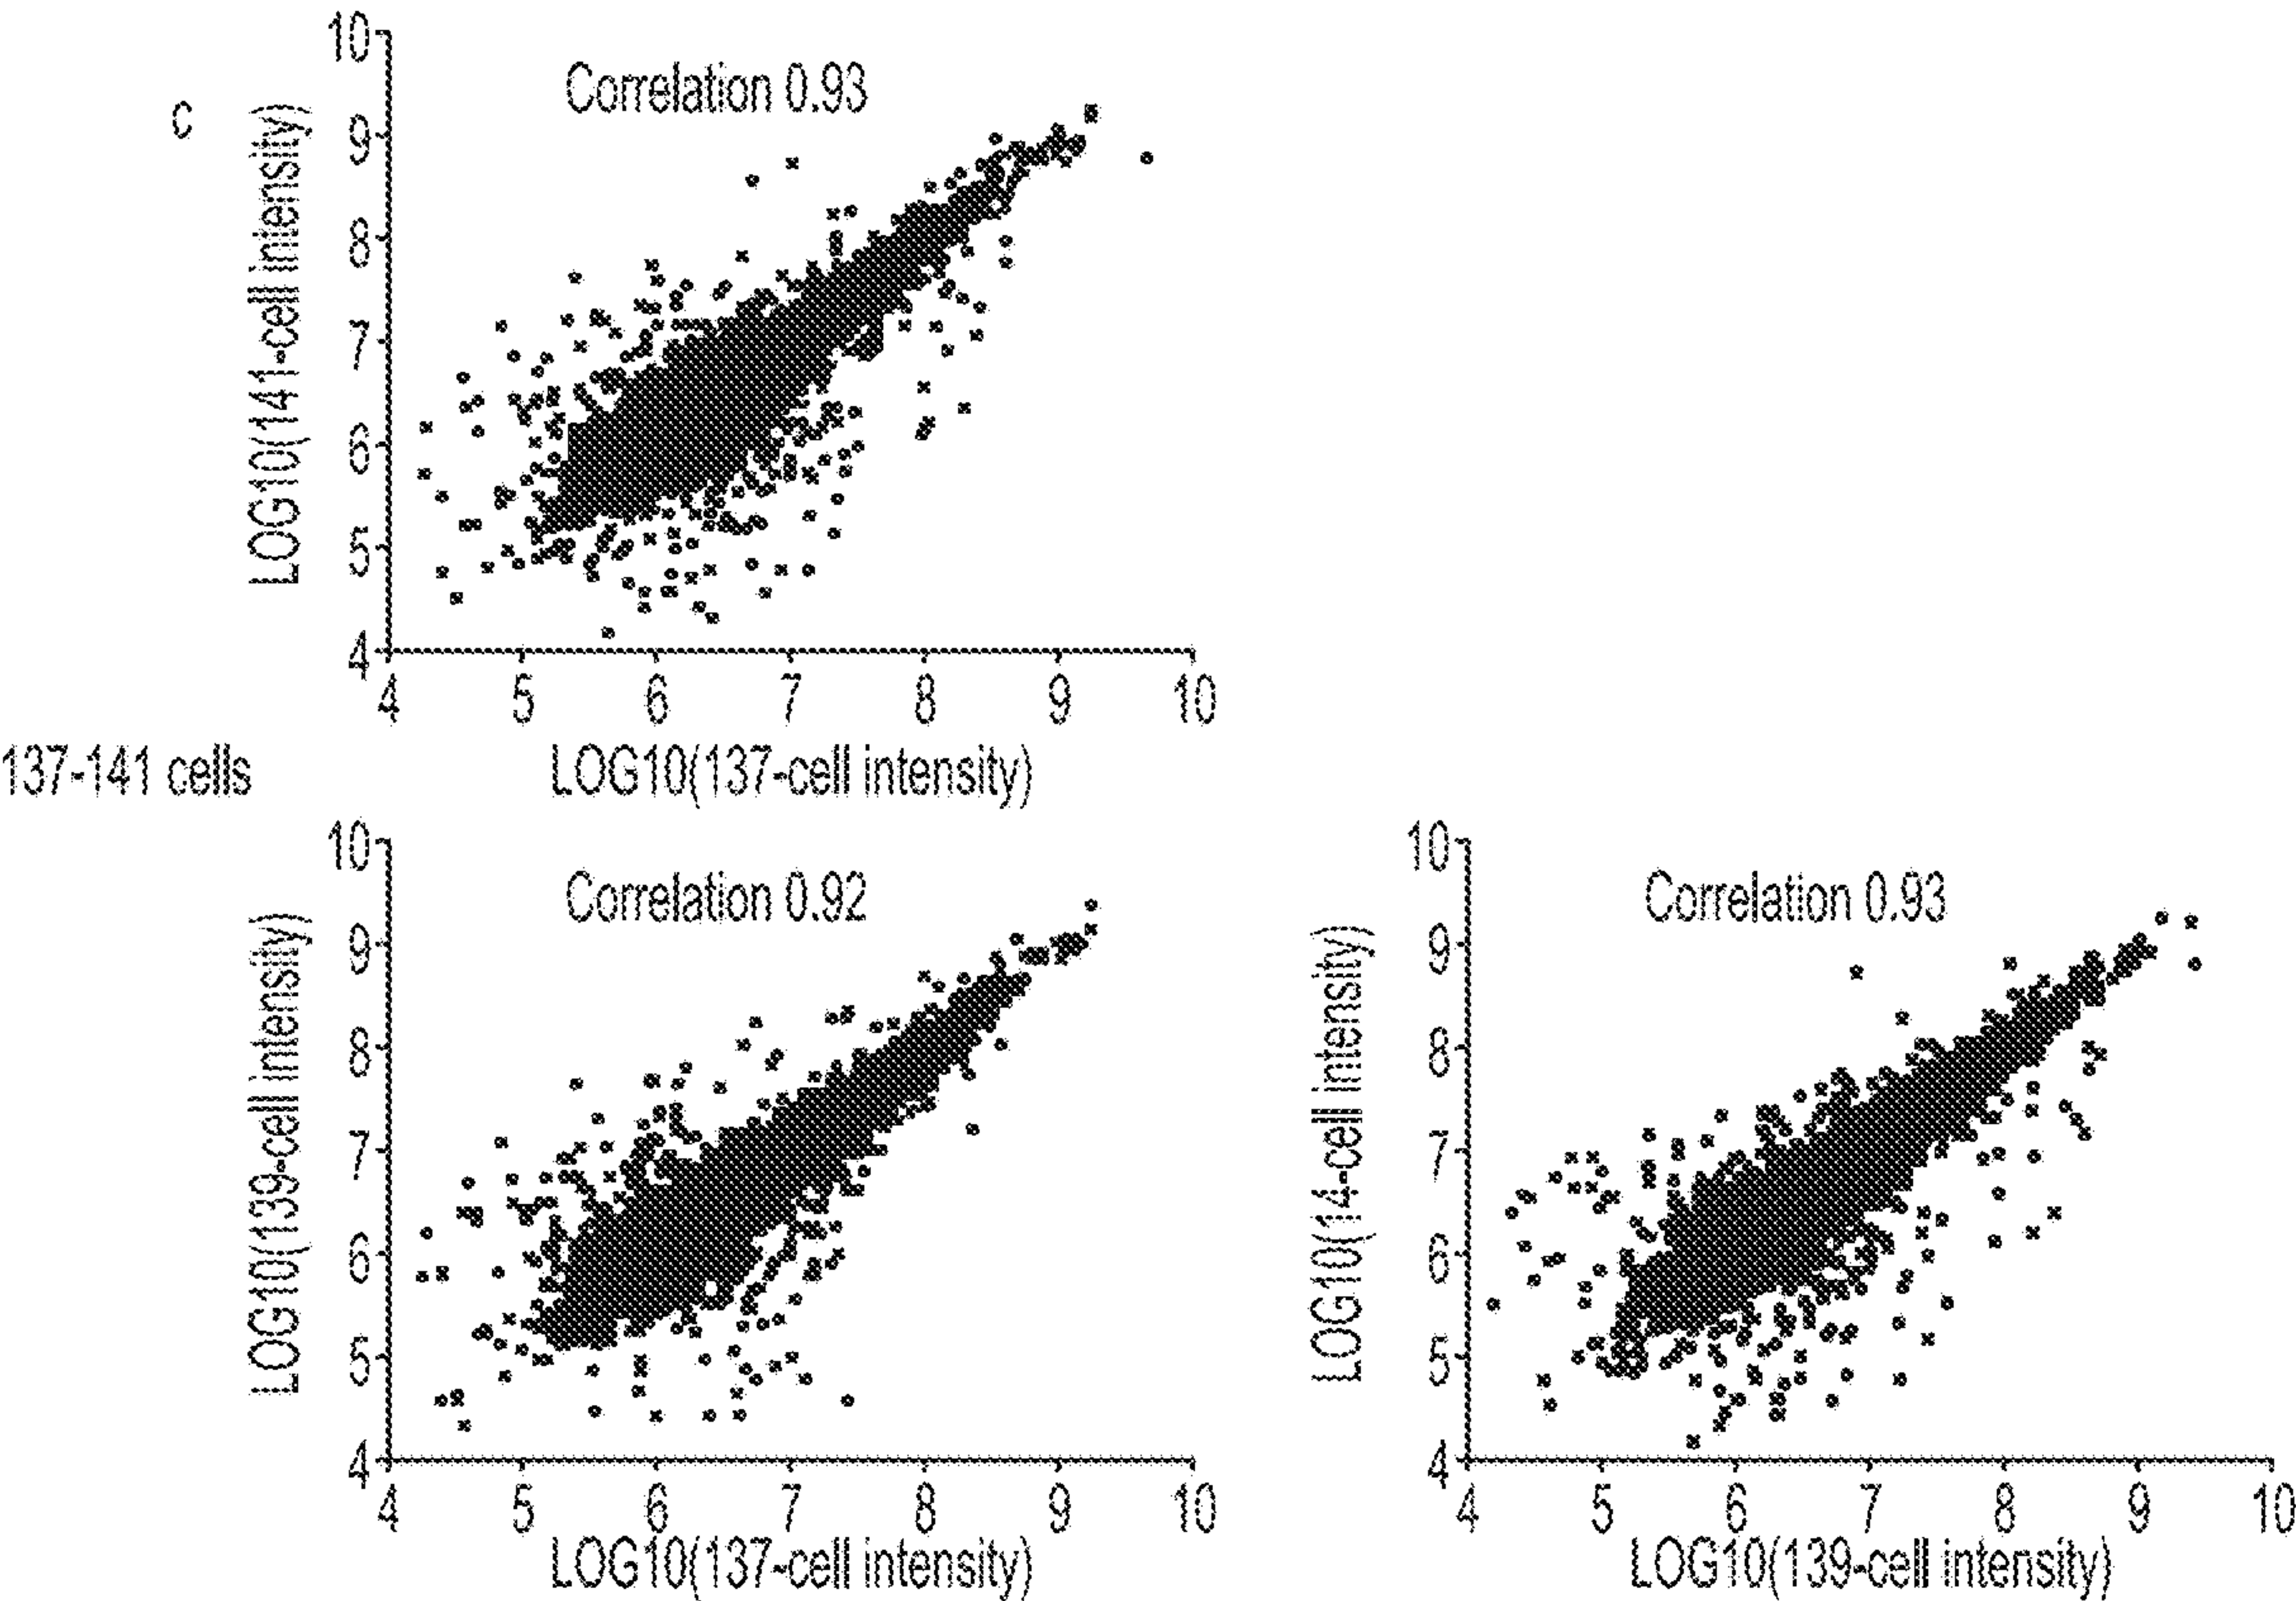 c
LOG10(141-cell intensity)
10
9
8
7
6
5
4
Correlation 0.93
4 5 6 7 8 9 10
LOG10(137-cell intensity)
137-141 cells
LOG10(139-cell intensity)
10
9
8
7
6
5
4
Correlation 0.92
4 5 6 7 8 9 10
LOG10(137-cell intensity)
LOG10(14-cell intensity)
10
9
8
7
6
5
4
Correlation 0.93
4 5 6 7 8 9 10
LOG10(139-cell intensity)